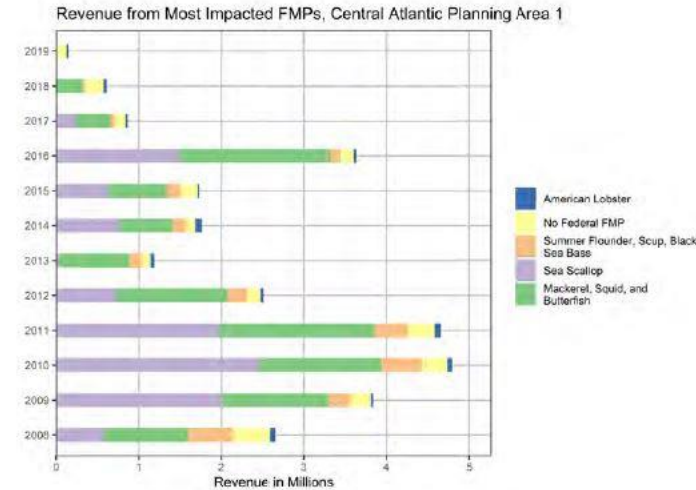 Revenue from Most Impacted FMPs, Central Atlantic Planning Area 1
2019
2018
2017
2016
2015
2014
2013
2012
2011
2010
2009
2008
0 1 2 3 4 5
Revenue in Millions
American Lobster
No Federal FMP
Summer Flounder, Scup, Black
Sea Bass
Sea Scallop
Mackerel, Squid, and
Butterfish